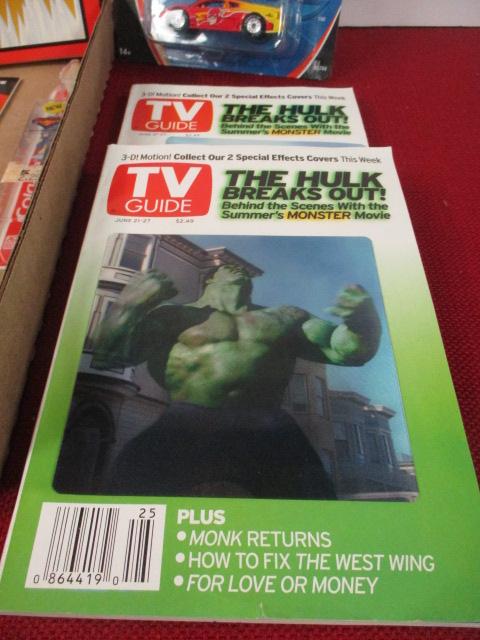 3-D! Motion! Collect Our 2 Special Effects Covers This Week
TV
GUIDE
THE HULK
BREAKS OUT!
Behind the Scenes With the
Summer's MONSTER Movie
3-D! Motion! Collect Our 2 Special Effects Covers This Week
TV
GUIDE
JUNE 21-27 $2.49
THE HULK
BREAKS OUT!
Behind the Scenes With the
Summer's MONSTER Movie
25
0 864419 0
PLUS
• MONK RETURNS
• HOW TO FIX THE WEST WING
• FOR LOVE OR MONEY